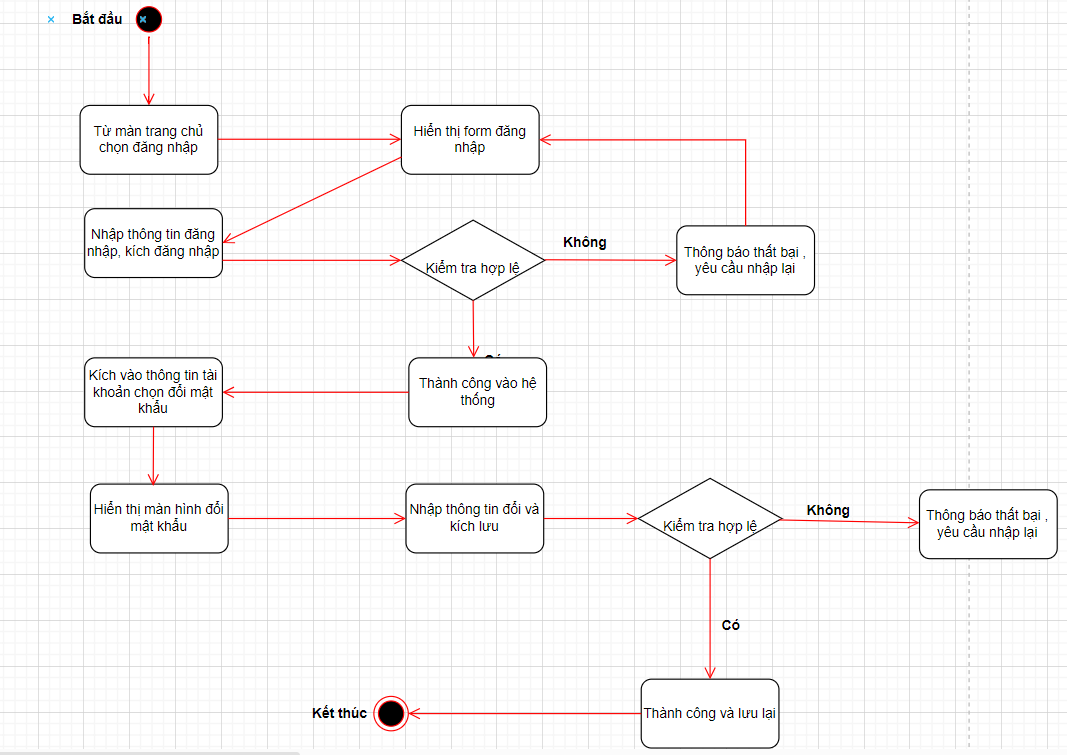 Bắt đầu
Từ màn trang chủ
chọn đăng nhập
Hiển thị form đăng
nhập
Nhập thông tin đăng
nhập, kích đăng nhập
Kiểm tra hợp lệ
Không
Thông báo thất bại ,
yêu cầu nhập lại
Thành công vào hệ
thống
Kích vào thông tin tài
khoản chọn đổi mật
khẩu
Hiển thị màn hình đổi
mật khẩu
Nhập thông tin đổi và
kích lưu
Kiểm tra hợp lệ
Không
Thông báo thất bại ,
yêu cầu nhập lại
Có
Thành công và lưu lại
Kết thúc